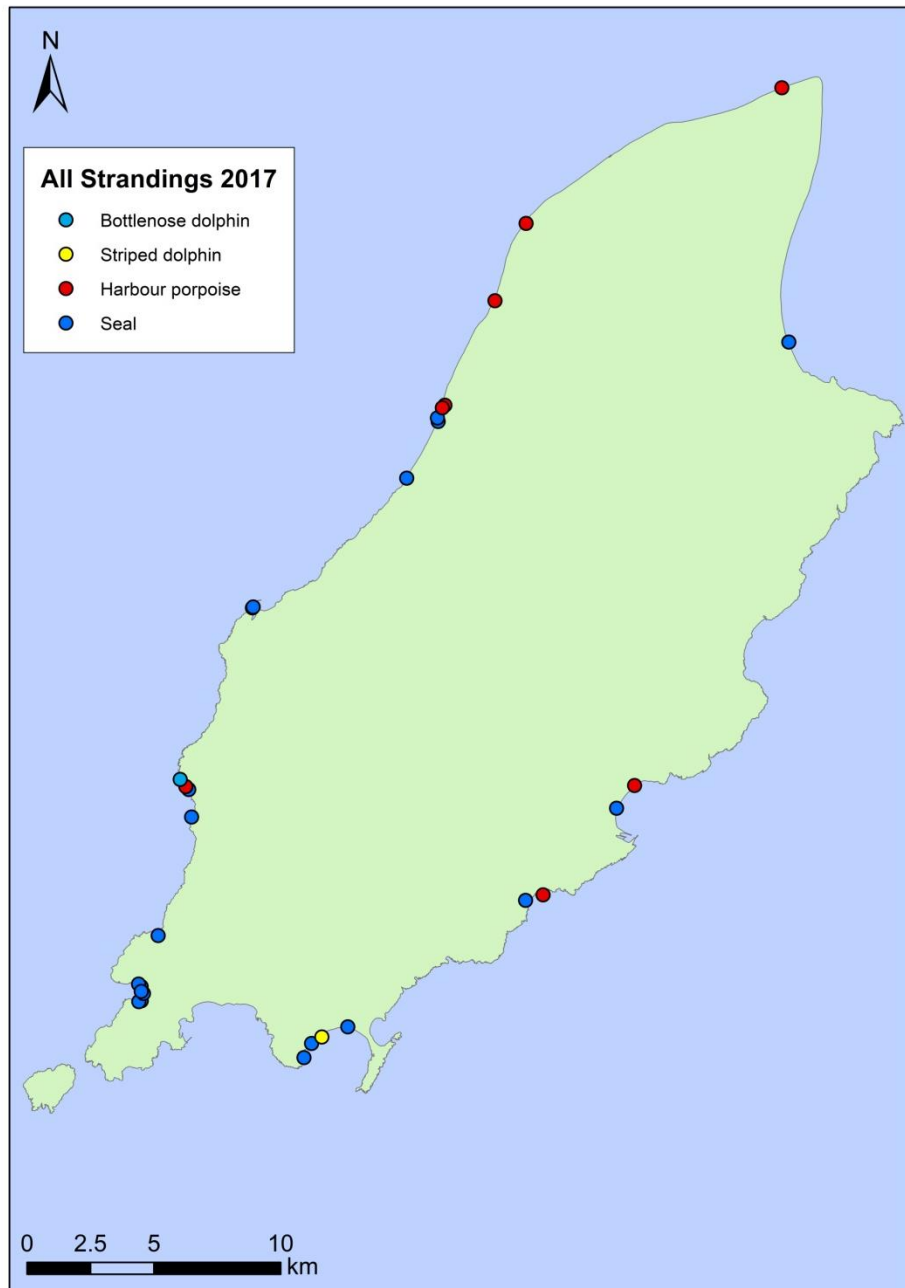 N
All Strandings 2017
Bottlenose dolphin
Striped dolphin
Harbour porpoise
Seal
0 2.5 5 10
km